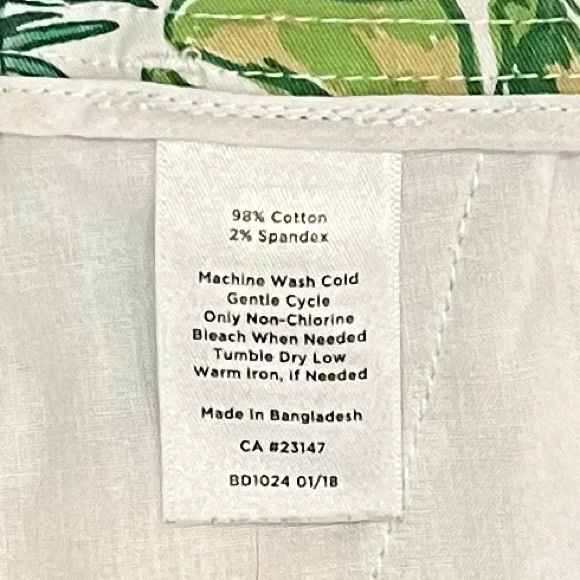 98% Cotton
2% Spandex
Machine Wash Cold
Gentle Cycle
Only Non-Chlorine
Bleach When Needed
Tumble Dry Low
Warm Iron, if Needed
Made In Bangladesh
CA #23147
BD1024 01/18